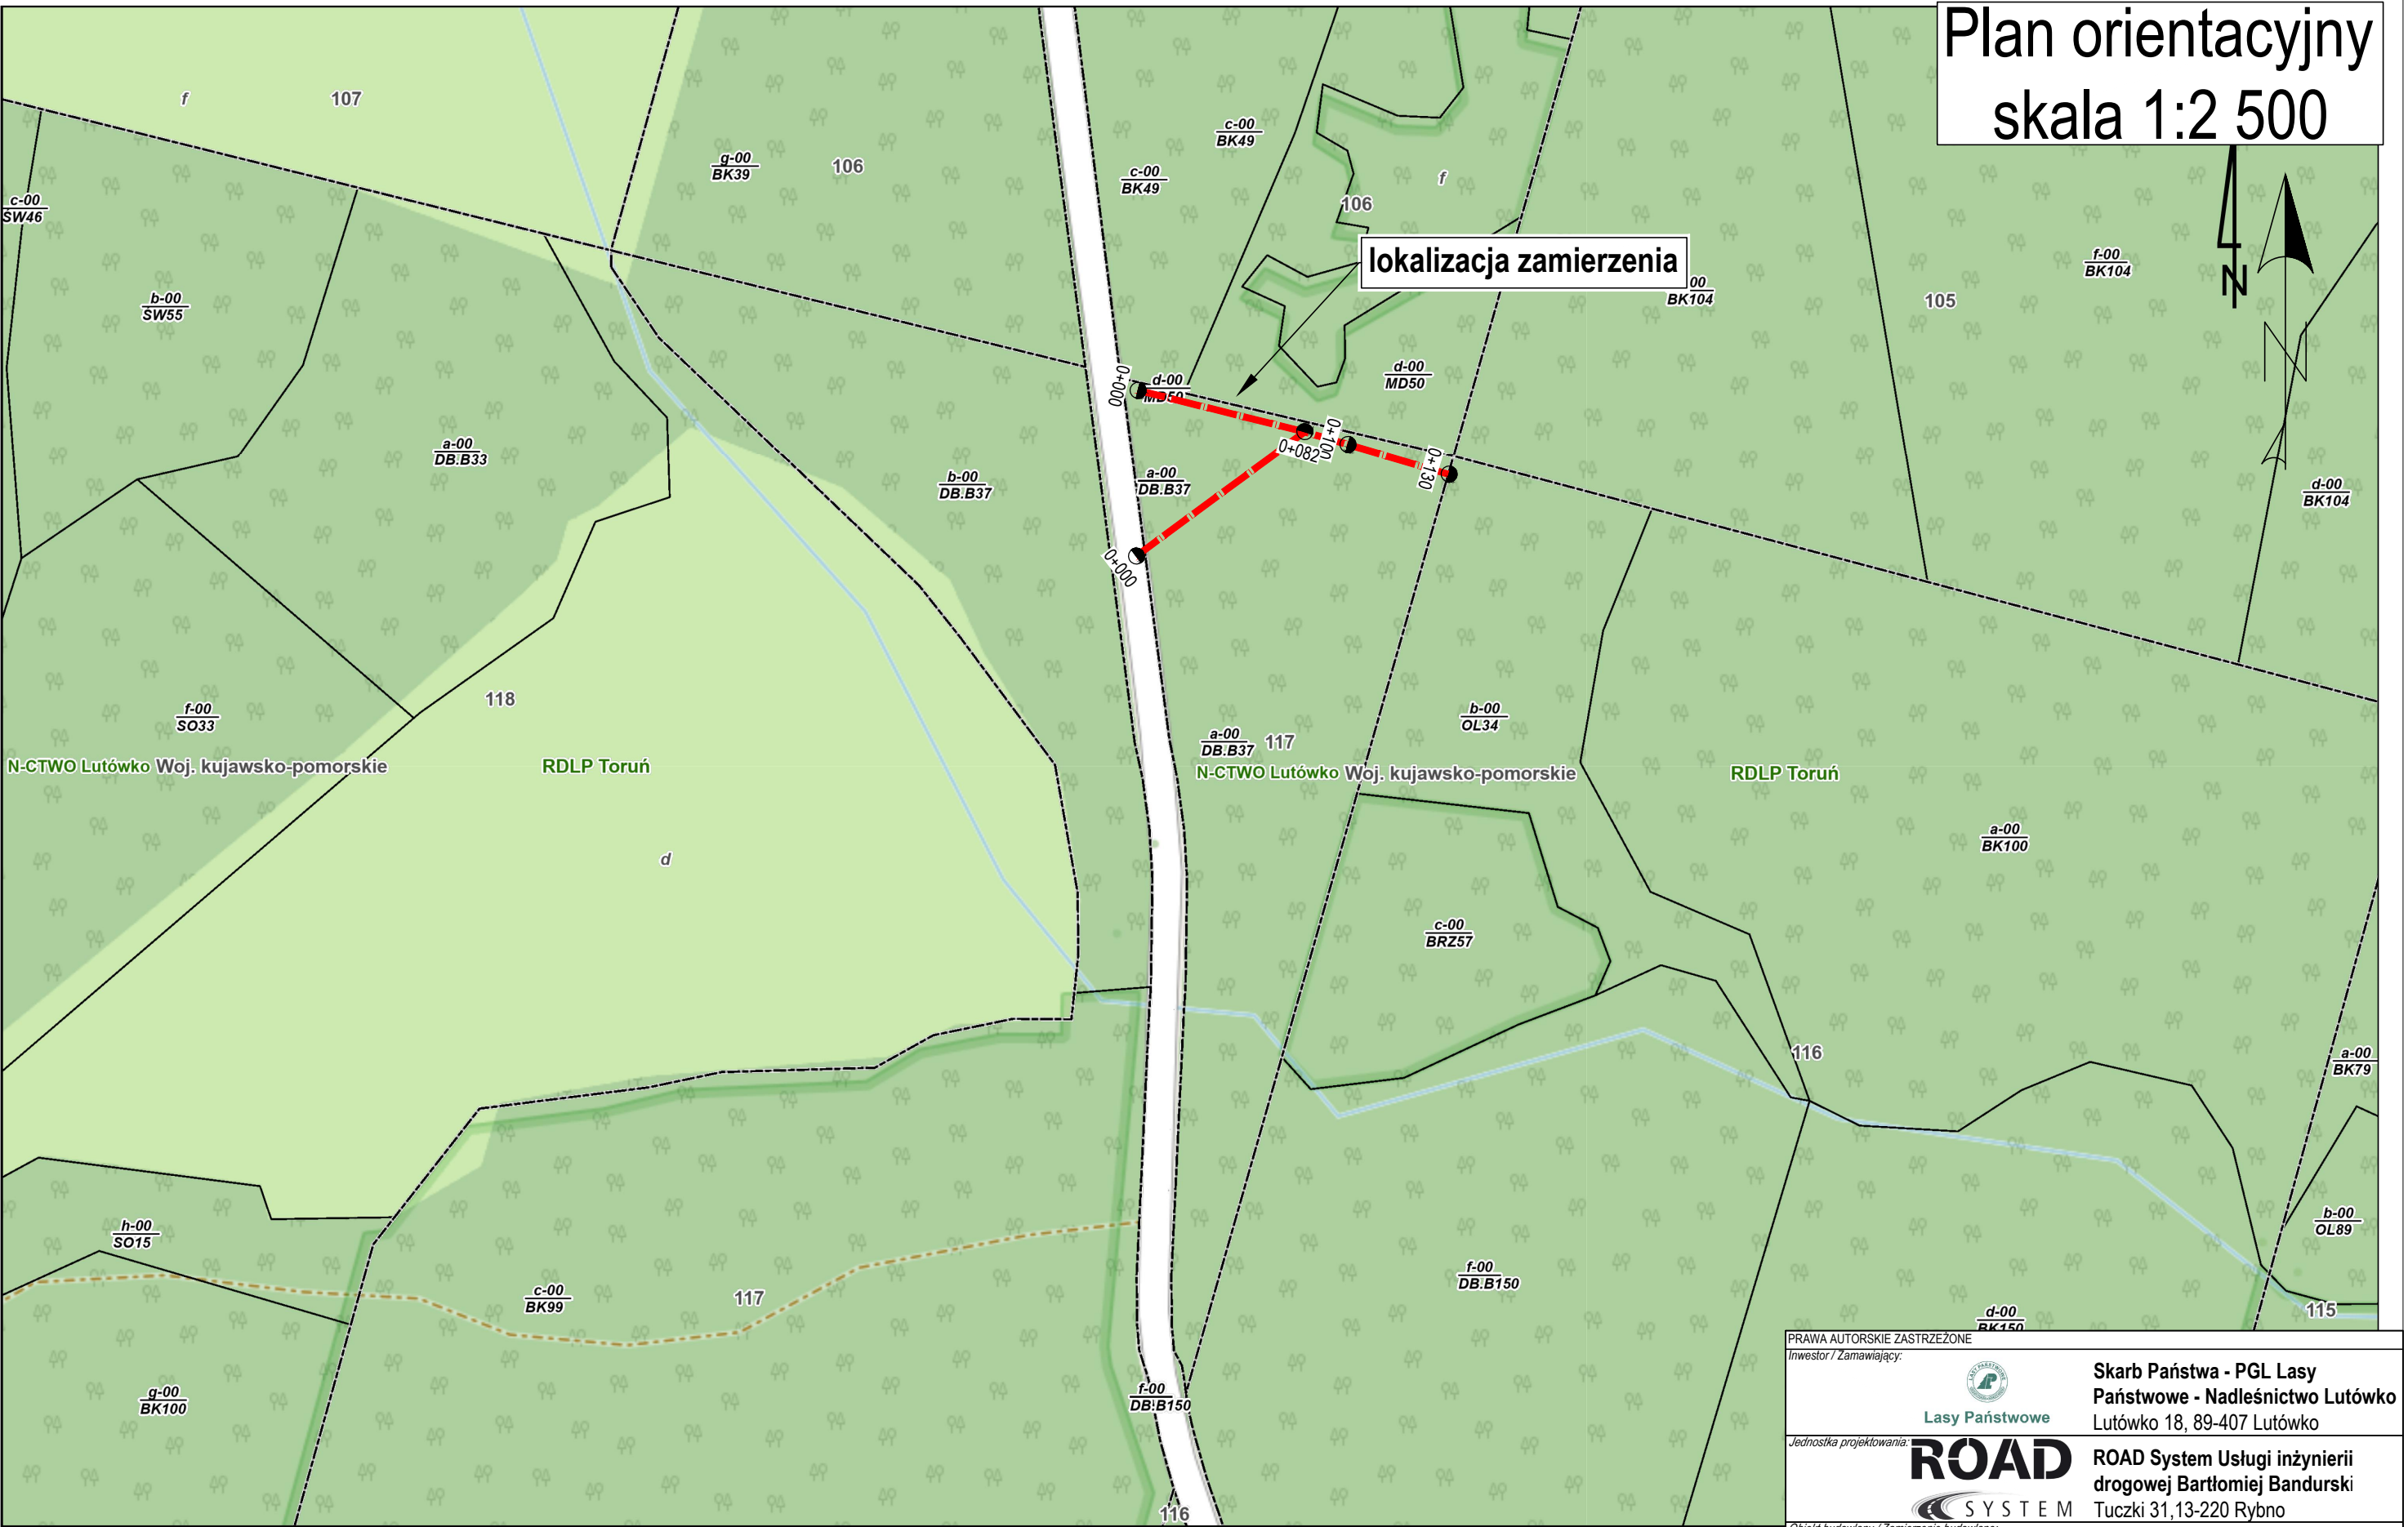 Plan orientacyjny
skala 1:2 500
f
107
c-00
BK49
g-00
BK39
106
c-00
BK49
f
106
c-00
ŚW46
lokalizacja zamierzenia
00
BK104
f-00
BK104
105
N
N
b-00
ŚW55
0+000
d-00
MD50
d-00
MD50
0+082
0+100
0+130
a-00
DB.B33
b-00
DB.B37
a-00
DB.B37
d-00
BK104
0+000
118
f-00
SO33
b-00
OL34
a-00
DB.B37
117
N-CTWO Lutówko Woj. kujawsko-pomorskie
RDLP Toruń
N-CTWO Lutówko Woj. kujawsko-pomorskie
RDLP Toruń
a-00
BK100
d
c-00
BRZ57
116
a-00
BK79
h-00
SO15
b-00
OL89
c-00
BK99
117
f-00
DB.B150
d-00
BK150
115
g-00
BK100
f-00
DB.B150
116
PRAWA AUTORSKIE ZASTRZEŻONE
Inwestor / Zamawiający:
Lasy Państwowe
Skarb Państwa - PGL Lasy
Państwowe - Nadleśnictwo Lutówko
Lutówko 18, 89-407 Lutówko
Jednostka projektowania:
ROAD
SYSTEM
ROAD System Usługi inżynierii
drogowej Bartłomiej Bandurski
Tuczki 31,13-220 Rybno